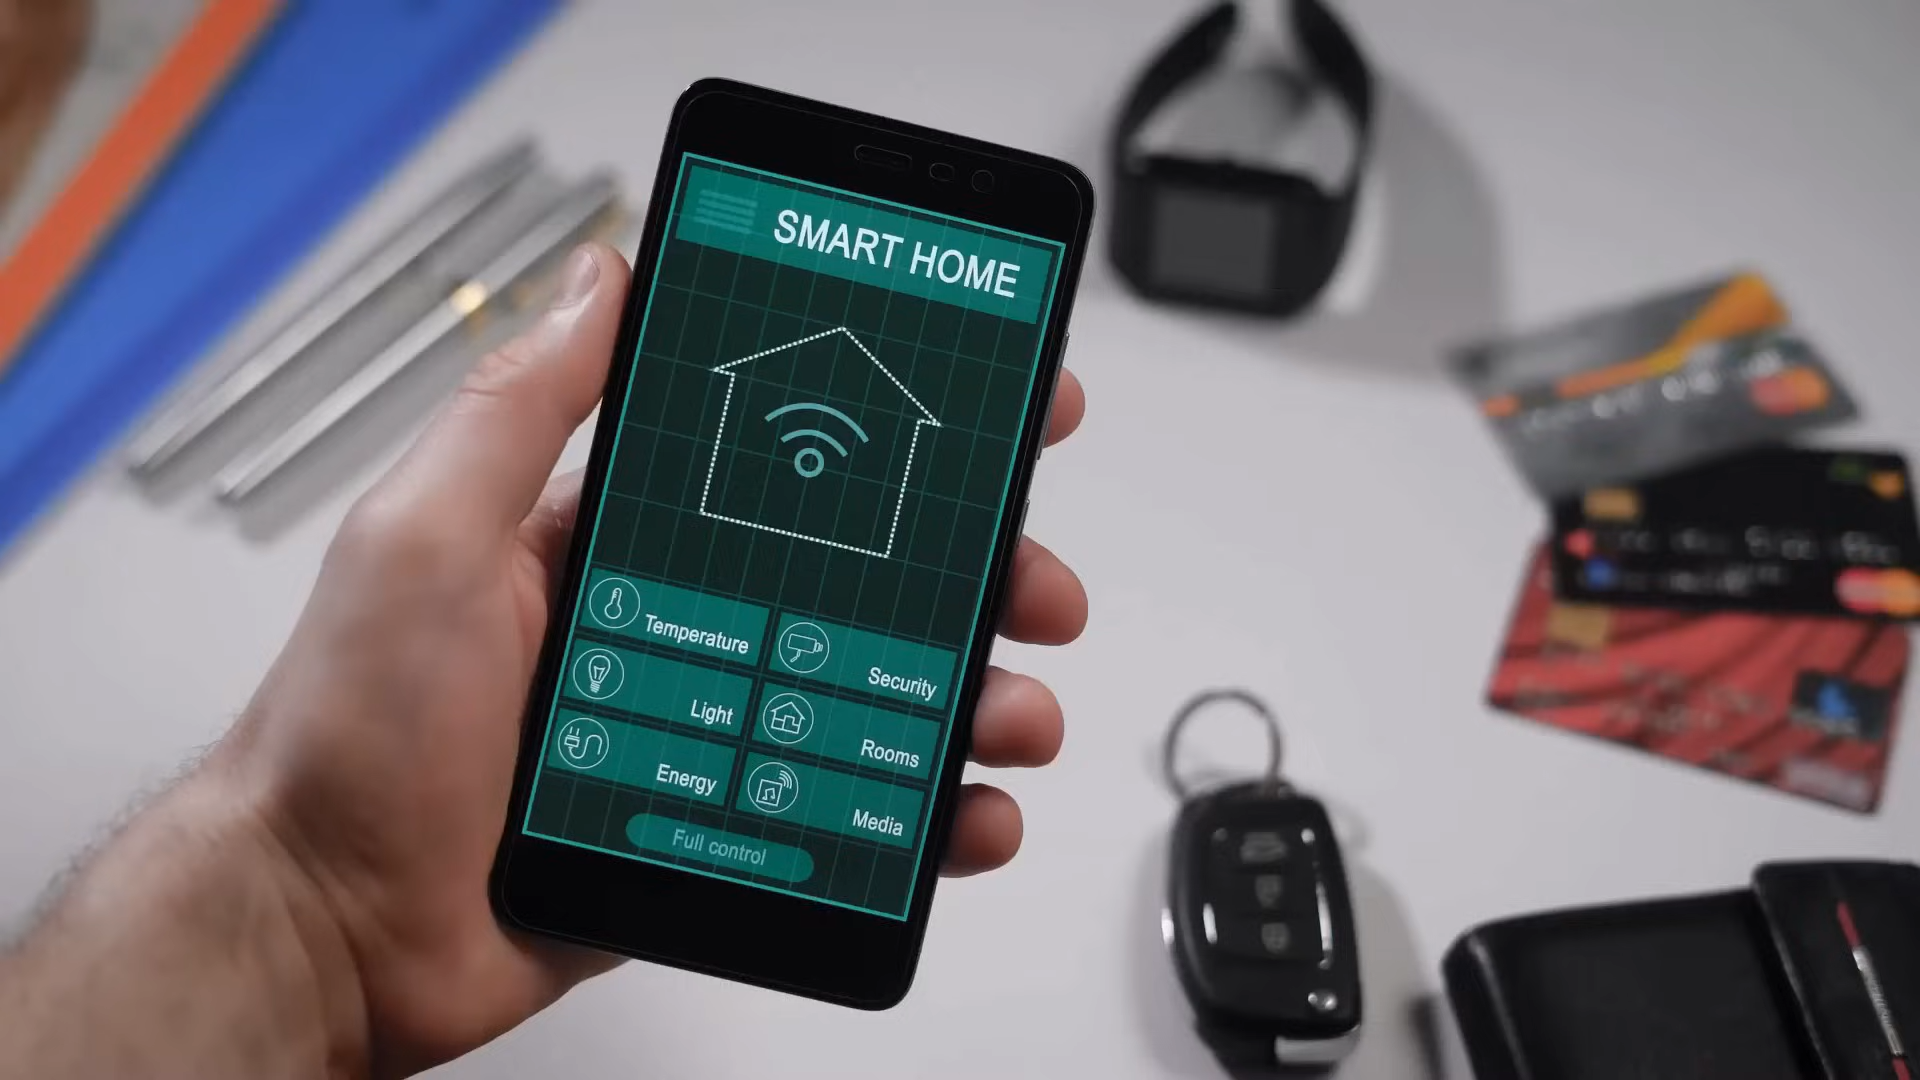 SMART HOME
Temperature
Security
Light
Rooms
Energy
Media
Full control